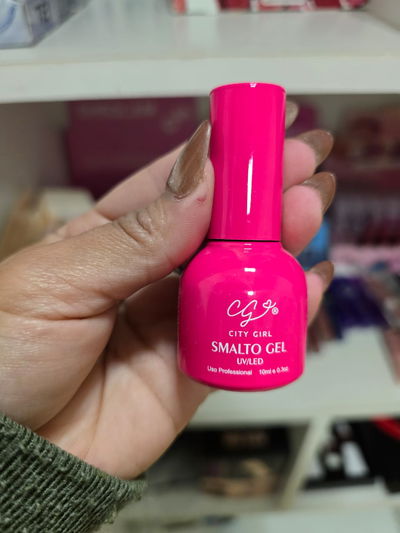 CG®
CITY GIRL
SMALTO GEL
UV/LED
Uso Professional 10ml e 0.3oz